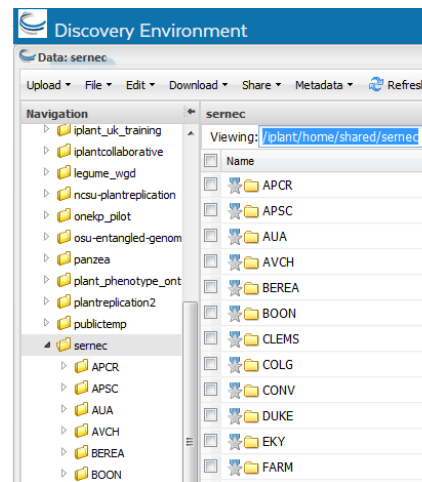 Discovery Environment
Data: sernec
Upload File Edit Download Share Metadata Refresh
Navigation
iplant_uk_training
iplantcollaborative
legume_wgd
ncsu-plantreplication
onekp_pilot
osu-entangled-genom
panzea
plant_phenotype_ont
plantreplication2
publictemp
sernec
APCR
APSC
AUA
AVCH
BEREA
BOON
sernec
Viewing: /iplant/home/shared/sernec
Name
APCR
APSC
AUA
AVCH
BEREA
BOON
CLEMS
COLG
CONV
DUKE
EKY
FARM